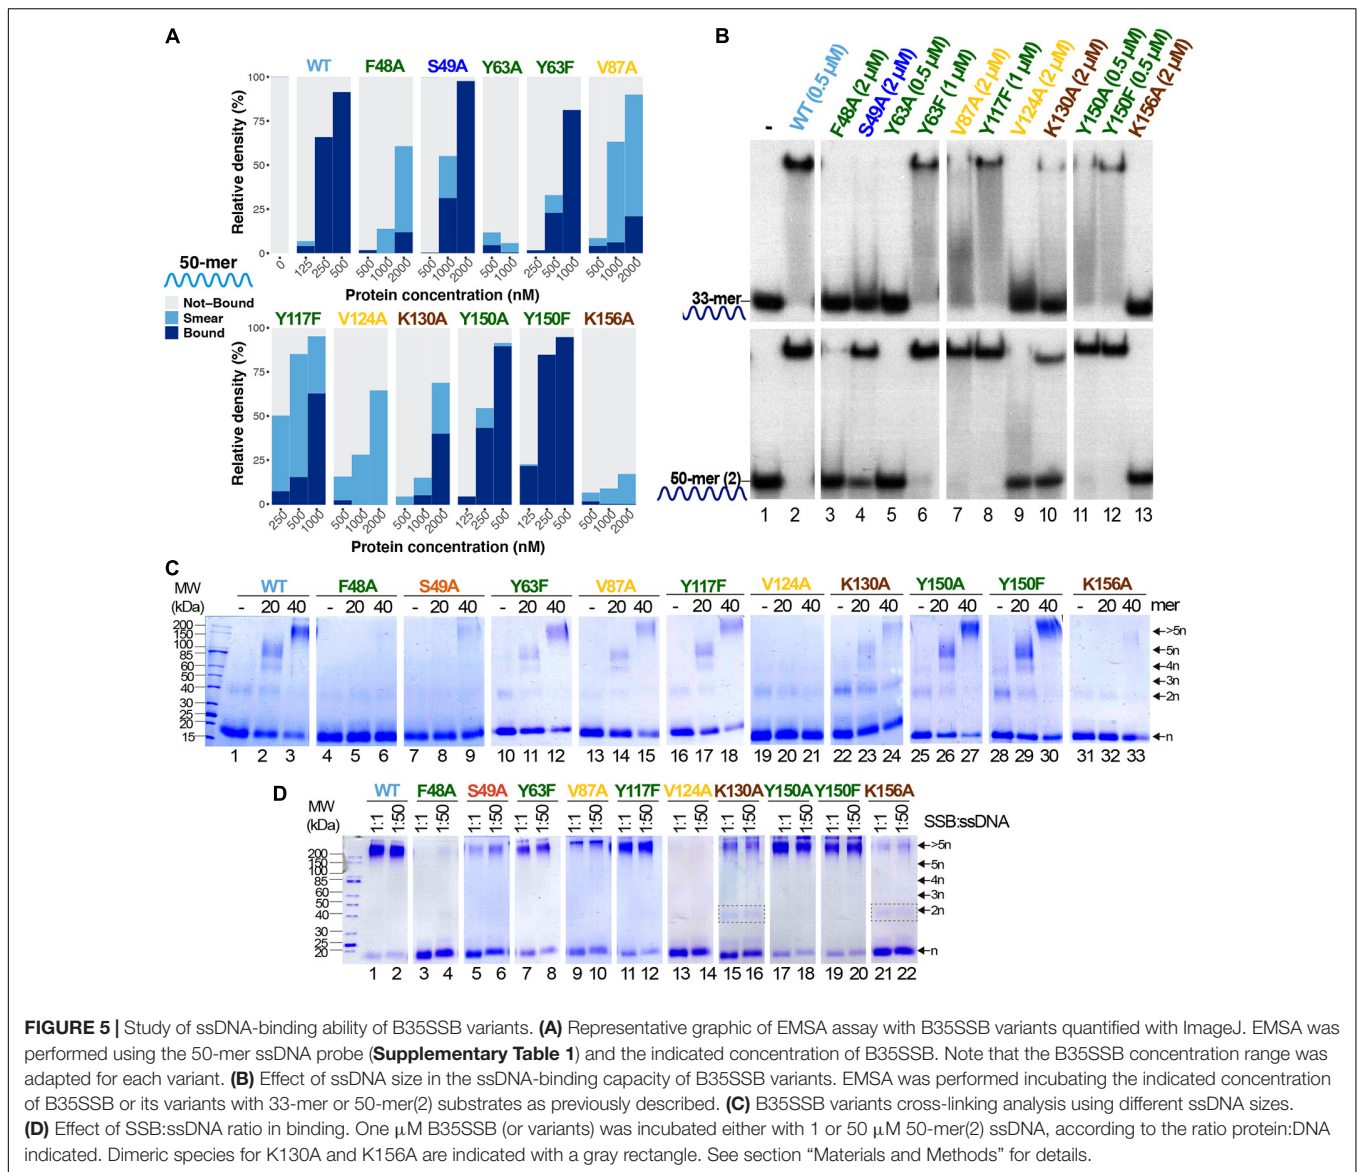 A
WT F48A S49A Y63A Y63F V87A
Relative density (%)
100
75
50
25
0
0 125 250 500 500 1000 2000 500 1000 2000 500 1000 250 500 1000 500 1000 2000
Protein concentration (nM)
50-mer
Not–Bound
Smear
Bound
Y117F V124A K130A Y150A Y150F K156A
Relative density (%)
100
75
50
25
0
250 500 1000 500 1000 2000 500 1000 2000 125 250 500 125 250 500 500 1000 2000
Protein concentration (nM)
B
- WT (0.5 µM) F48A (2 µM) S49A (2 µM) Y63A (0.5 µM) Y63F (1 µM) V87A (2 µM) Y117F (1 µM) V124A (2 µM) K130A (2 µM) Y150A (0.5 µM) Y150F (0.5 µM) K156A (2 µM)
33-mer
50-mer (2)
1 2 3 4 5 6 7 8 9 10 11 12 13
C
MW
(kDa)
WT F48A S49A Y63F V87A Y117F V124A K130A Y150A Y150F K156A
- 20 40 - 20 40 - 20 40 - 20 40 - 20 40 - 20 40 - 20 40 - 20 40 - 20 40 - 20 40 - 20 40 mer
200
150
100
85
60
50
40
30
25
20
15
>5n
5n
4n
3n
2n
n
1 2 3 4 5 6 7 8 9 10 11 12 13 14 15 16 17 18 19 20 21 22 23 24 25 26 27 28 29 30 31 32 33
D
MW
(kDa)
WT F48A S49A Y63F V87A Y117F V124A K130A Y150A Y150F K156A
1:1 1:50 1:1 1:50 1:1 1:50 1:1 1:50 1:1 1:50 1:1 1:50 1:1 1:50 1:1 1:50 1:1 1:50 1:1 1:50 1:1 1:50 SSB:ssDNA
200
150
100
85
60
50
40
30
25
20
>5n
5n
4n
3n
2n
n
1 2 3 4 5 6 7 8 9 10 11 12 13 14 15 16 17 18 19 20 21 22
FIGURE 5 | Study of ssDNA-binding ability of B35SSB variants. (A) Representative graphic of EMSA assay with B35SSB variants quantified with ImageJ. EMSA was
performed using the 50-mer ssDNA probe (Supplementary Table 1) and the indicated concentration of B35SSB. Note that the B35SSB concentration range was
adapted for each variant. (B) Effect of ssDNA size in the ssDNA-binding capacity of B35SSB variants. EMSA was performed incubating the indicated concentration
of B35SSB or its variants with 33-mer or 50-mer(2) substrates as previously described. (C) B35SSB variants cross-linking analysis using different ssDNA sizes.
(D) Effect of SSB:ssDNA ratio in binding. One µM B35SSB (or variants) was incubated either with 1 or 50 µM 50-mer(2) ssDNA, according to the ratio protein:DNA
indicated. Dimeric species for K130A and K156A are indicated with a gray rectangle. See section “Materials and Methods” for details.